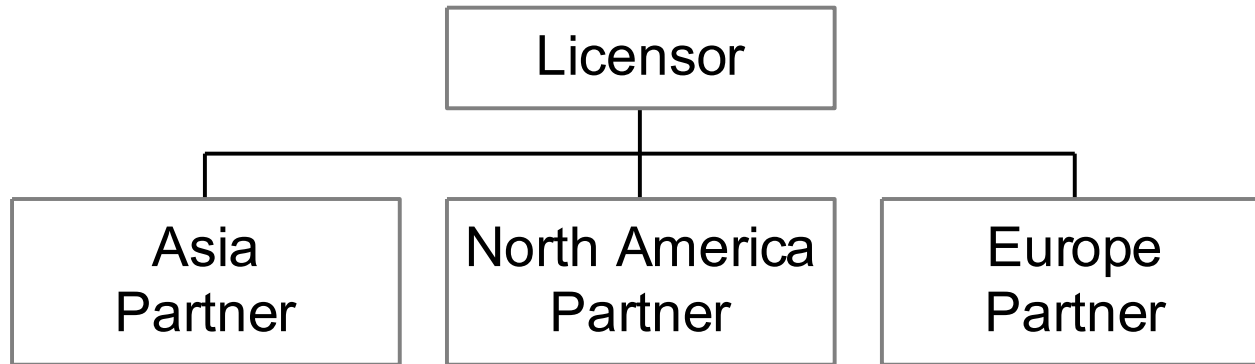 Licensor
Asia
Partner
North America
Partner
Europe
Partner